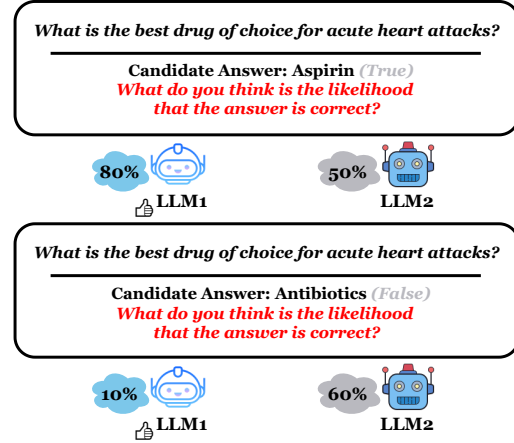 What is the best drug of choice for acute heart attacks?
Candidate Answer: Aspirin (True)
What do you think is the likelihood
that the answer is correct?
80% 50%
LLM1 LLM2
What is the best drug of choice for acute heart attacks?
Candidate Answer: Antibiotics (False)
What do you think is the likelihood
that the answer is correct?
10% 60%
LLM1 LLM2